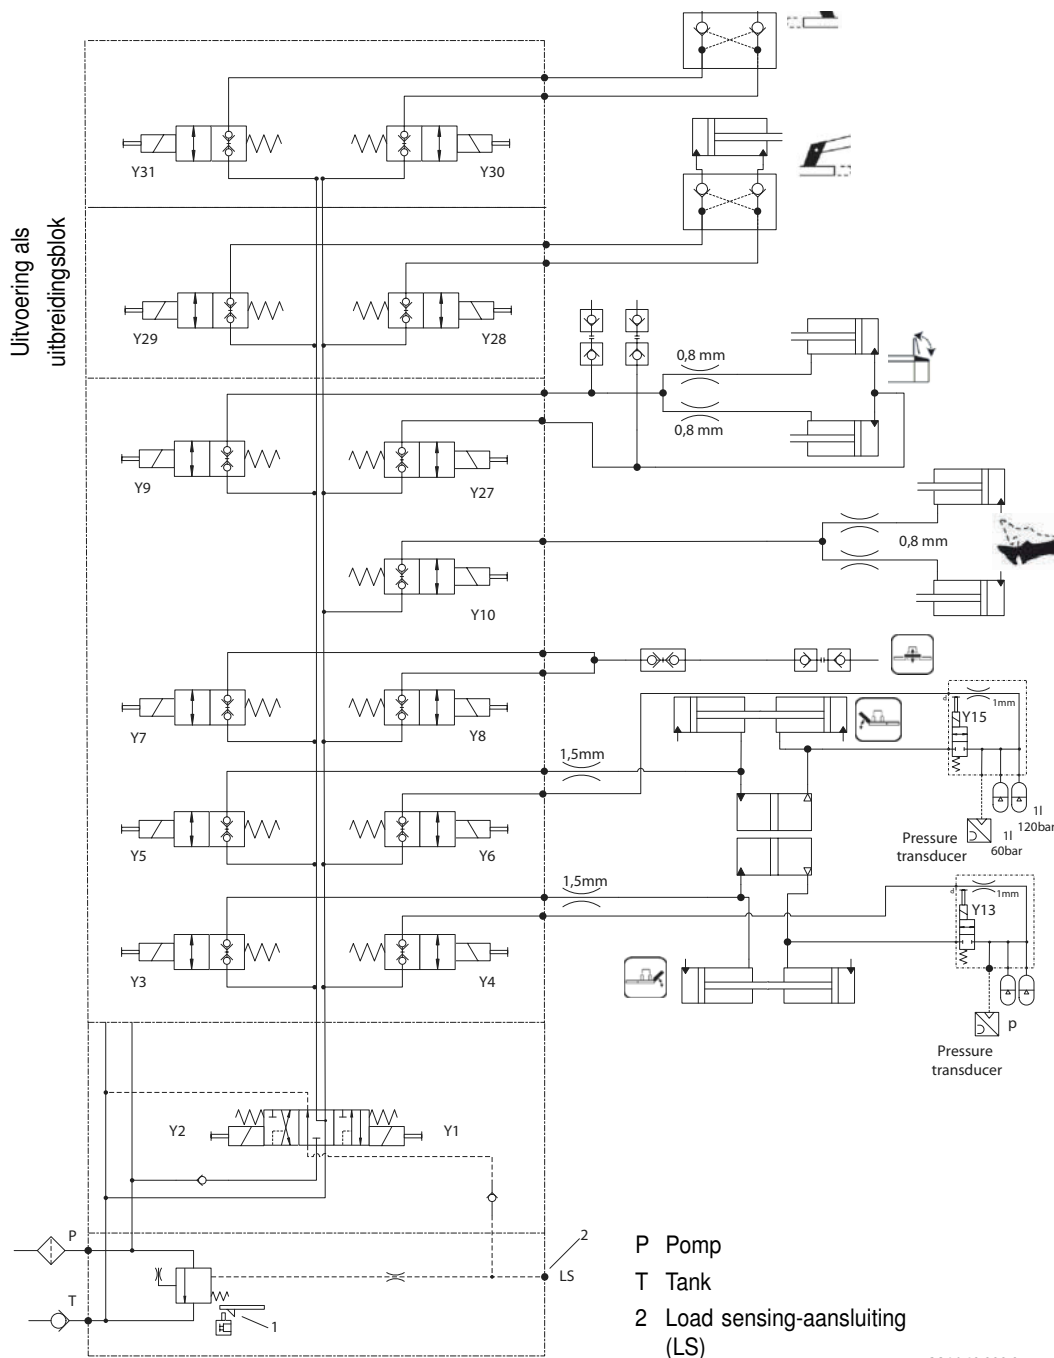 Uitvoering als
uitbreidingsblok
Y31
Y30
Y29
Y28
0,8 mm
0,8 mm
Y9
Y27
0,8 mm
Y10
Y7
Y8
1mm
Y15
1,5mm
1l
120bar
1l
60bar
Pressure
transducer
Y5
Y6
1,5mm
1mm
Y13
Y3
Y4
p
Pressure
transducer
Y2
Y1
P
2
LS
T
1
P Pomp
T Tank
2 Load sensing-aansluiting
(LS)